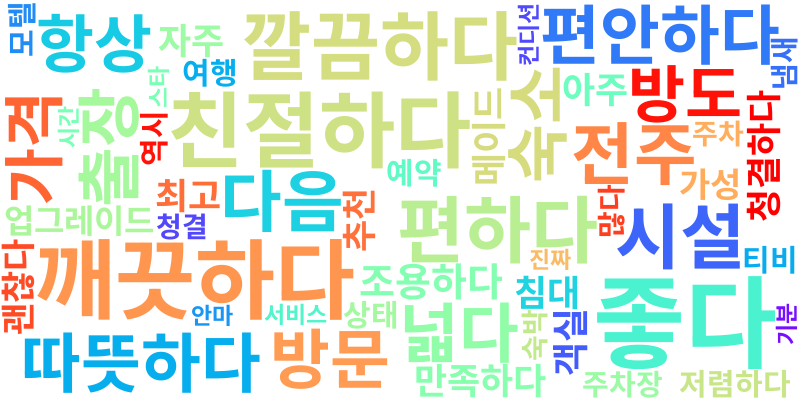 모텔
항상
자주
깔끔하다
컨디션
편안하다
냄새
여행
스타
아주
방도
가격
시간
출장
역시
친절하다
메이드
숙소
전주
주차
청결하다
예약
가성
최고
다음
추천
편하다
많다
시설
업그레이드
청결
괜찮다
깨끗하다
진짜
티비
조용하다
침대
좋다
기분
안마
서비스
상태
넓다
숙박
객실
따뜻하다
방문
만족하다
주차장
저렴하다